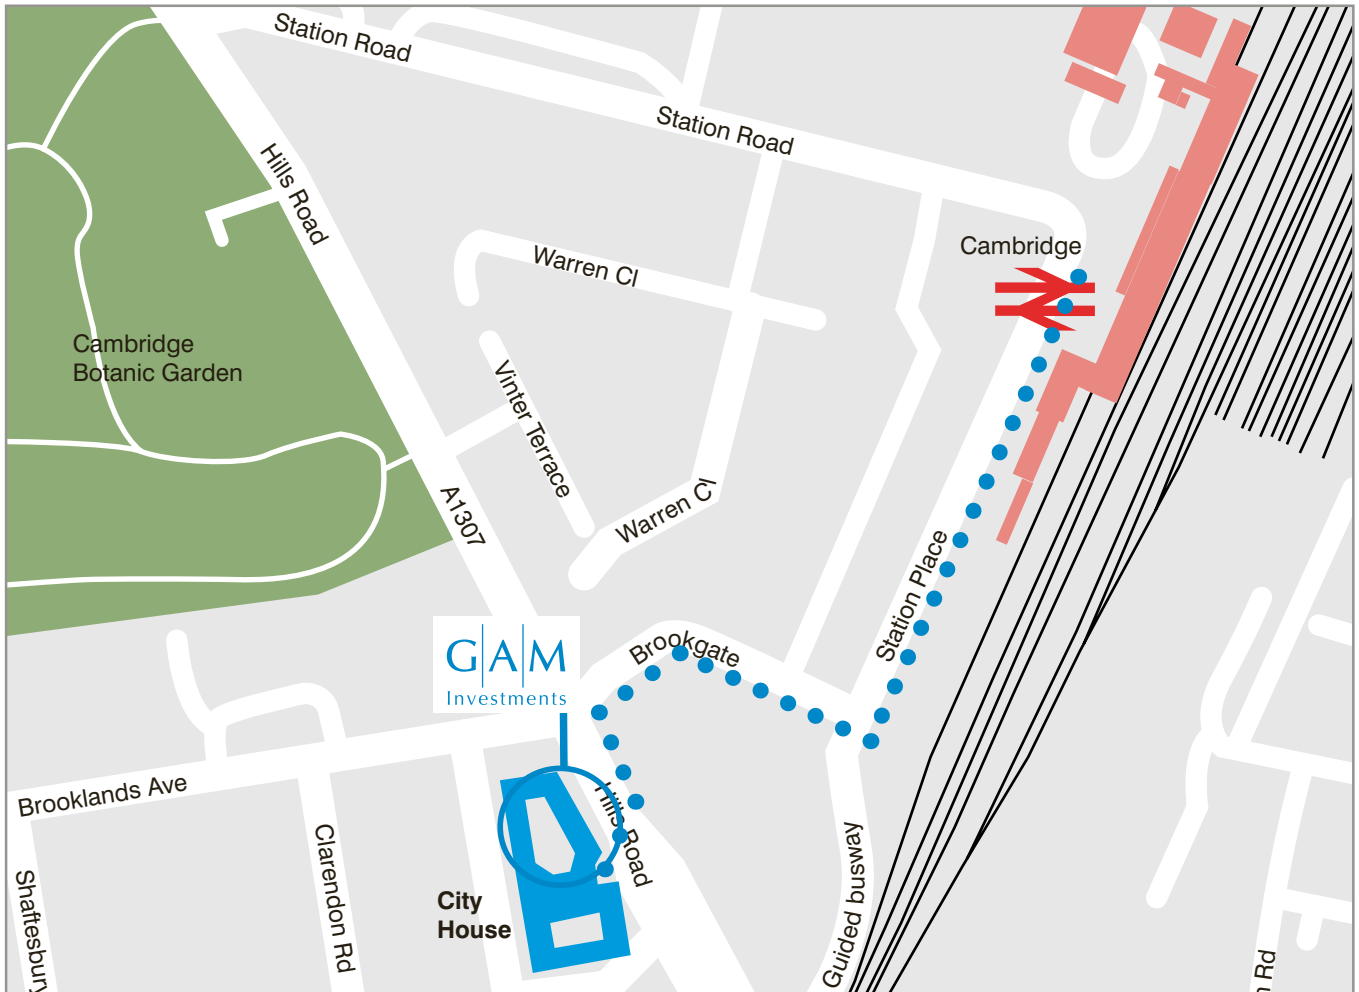 Station Road
Station Road
Hills Road
Cambridge
Warren Cl
Cambridge
Botanic Garden
Vinter Terrace
Warren Cl
A1307
Station Place
Brookgate
G|A|M
Investments
Brooklands Ave
Hills Road
Clarendon Rd
Guided busway
Shaftesbury
City
House
Rd